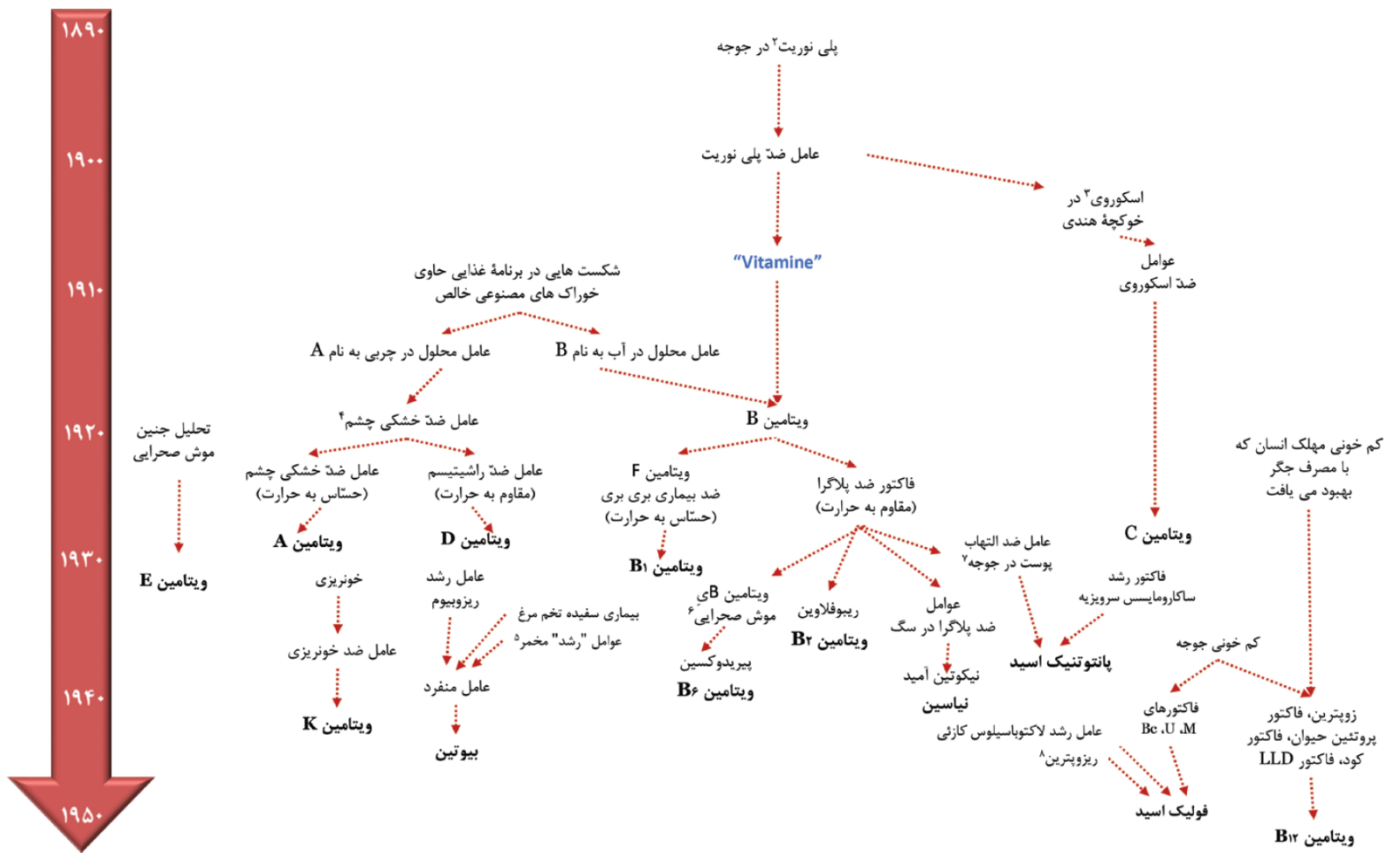 ۱۸۹۰
۱۹۰۰
۱۹۱۰
۱۹۲۰
۱۹۳۰
۱۹۴۰
۱۹۵۰
پلی نوریت۲ در جوجه
عامل ضدّ پلی نوریت
اسکوروی۳ در
خوکچۀ هندی
"Vitamine"
عوامل
ضدّ اسکوروی
شکست هایی در برنامۀ غذایی حاوی
خوراک های مصنوعی خالص
عامل محلول در آب به نام B
عامل محلول در چربی به نام A
ویتامین B
عامل ضدّ خشکی چشم۴
تحلیل جنین
موش صحرایی
کم خونی مهلک انسان که
با مصرف جگر
بهبود می یافت
فاکتور ضد پلاگرا
(مقاوم به حرارت)
ویتامین F
ضد بیماری بری بری
(حسّاس به حرارت)
عامل ضدّ راشیتیسم
(مقاوم به حرارت)
عامل ضدّ خشکی چشم
(حسّاس به حرارت)
ویتامین C
عامل ضد التهاب
پوست در جوجه۷
ویتامین B۱
ویتامین D
ویتامین A
ویتامین E
فاکتور رشد
ساکارومایسس سرویزیه
عوامل
ضد پلاگرا در سگ
ریبوفلاوین
ویتامین B۲
ویتامین Bیِ
موش صحرایی۶
عامل رشد
ریزوبیوم
بیماری سفیده تخم مرغ
عوامل "رشد" مخمر۵
خونریزی
عامل ضد خونریزی
کم خونی جوجه
پانتوتنیک اسید
نیکوتین آمید
نیاسین
پیریدوکسین
ویتامین B۶
عامل منفرد
بیوتین
ویتامین K
زوپترین، فاکتور
پروتئین حیوان، فاکتور
کود، فاکتور LLD
فاکتورهای
Bc ،U ،M
عامل رشد لاکتوباسیلوس کازئی
ریزوپترین۸
فولیک اسید
ویتامین B۱۲